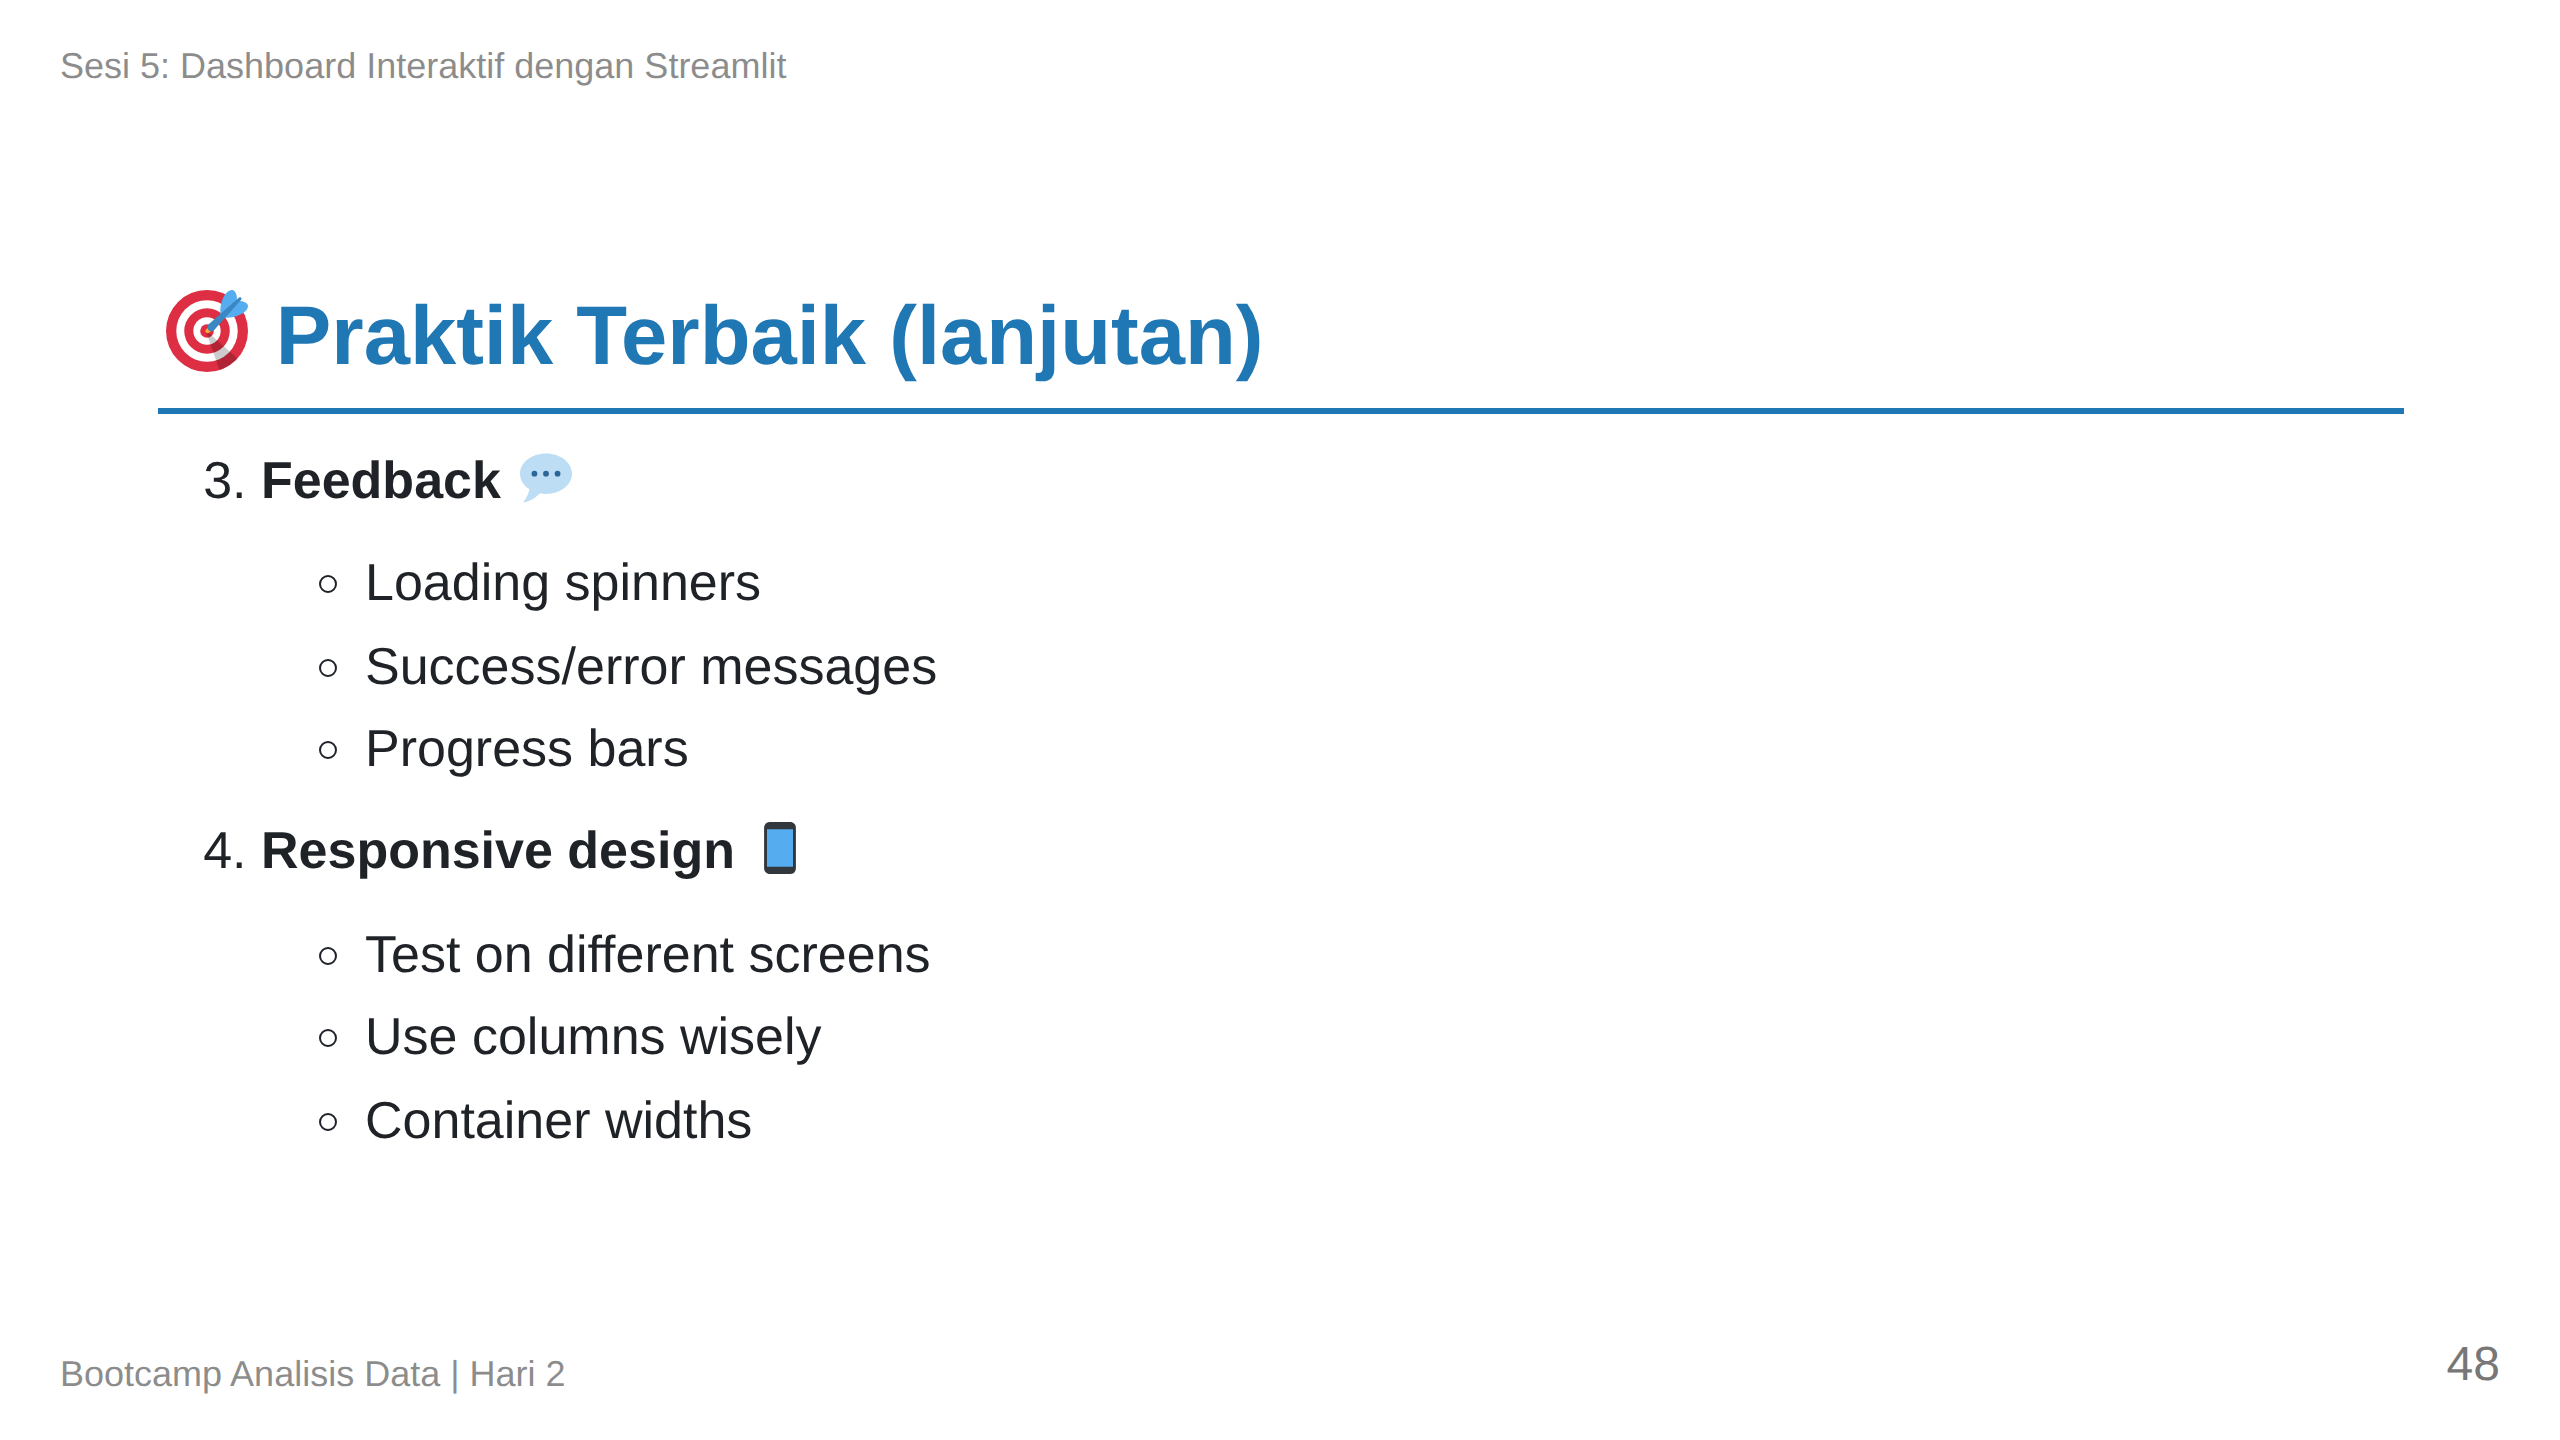 Sesi 5: Dashboard Interaktif dengan Streamlit
🎯 Praktik Terbaik (lanjutan)
3. Feedback 💬
○ Loading spinners
○ Success/error messages
○ Progress bars
4. Responsive design 📱
○ Test on different screens
○ Use columns wisely
○ Container widths
Bootcamp Analisis Data | Hari 2
48